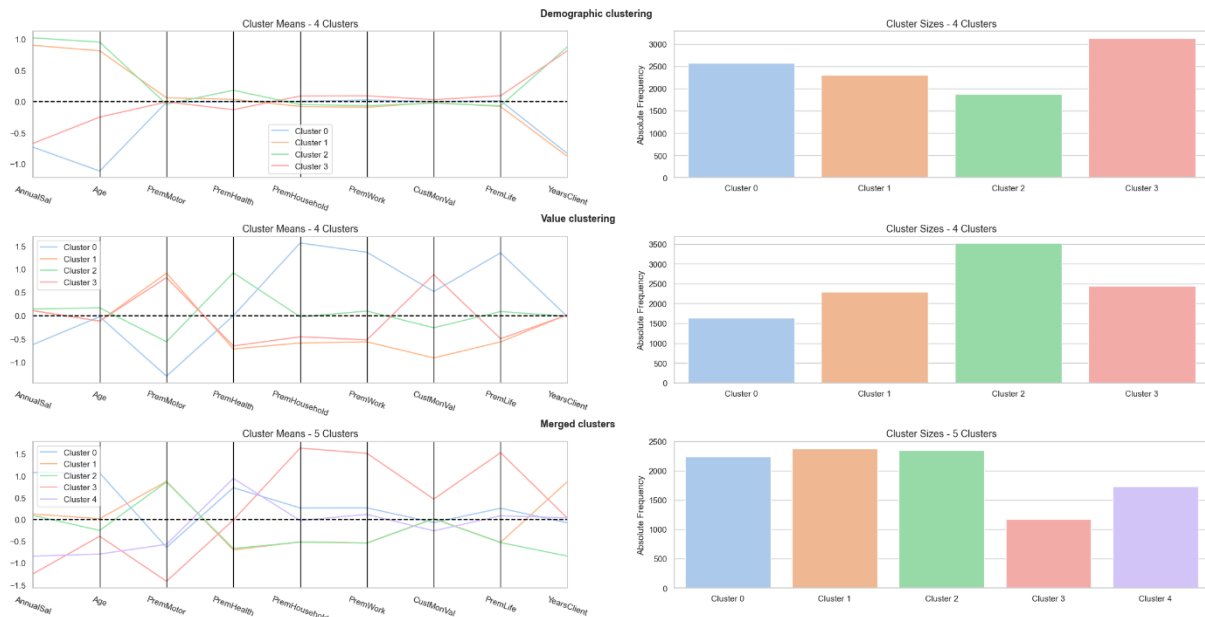 Demographic clustering
Cluster Means - 4 Clusters
1.0
0.5
0.0
−0.5
−1.0
Cluster 0
Cluster 1
Cluster 2
Cluster 3
AnnualSal
Age
PremMotor
PremHealth
PremHousehold
PremWork
CustMonVal
PremLife
YearsClient
Cluster Sizes - 4 Clusters
Absolute Frequency
3000
2500
2000
1500
1000
500
0
Cluster 0
Cluster 1
Cluster 2
Cluster 3
Value clustering
Cluster Means - 4 Clusters
1.5
1.0
0.5
0.0
−0.5
−1.0
Cluster 0
Cluster 1
Cluster 2
Cluster 3
AnnualSal
Age
PremMotor
PremHealth
PremHousehold
PremWork
CustMonVal
PremLife
YearsClient
Cluster Sizes - 4 Clusters
Absolute Frequency
3500
3000
2500
2000
1500
1000
500
0
Cluster 0
Cluster 1
Cluster 2
Cluster 3
Merged clusters
Cluster Means - 5 Clusters
1.5
1.0
0.5
0.0
−0.5
−1.0
−1.5
Cluster 0
Cluster 1
Cluster 2
Cluster 3
Cluster 4
AnnualSal
Age
PremMotor
PremHealth
PremHousehold
PremWork
CustMonVal
PremLife
YearsClient
Cluster Sizes - 5 Clusters
Absolute Frequency
2500
2000
1500
1000
500
0
Cluster 0
Cluster 1
Cluster 2
Cluster 3
Cluster 4